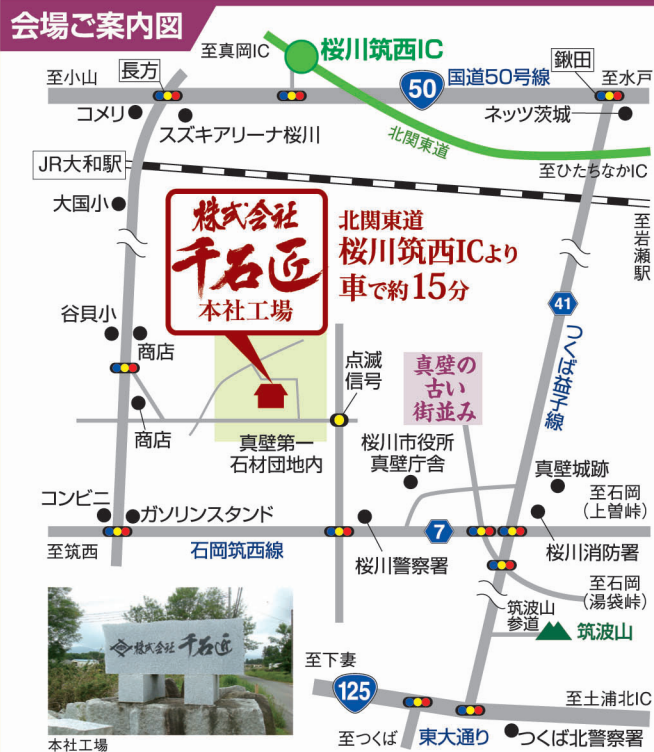 会場ご案内図
至真岡IC
桜川筑西IC
至小山
長方
50
国道50号線
鍬田
至水戸
コメリ
スズキアリーナ桜川
ネッツ茨城
北関東道
JR大和駅
至ひたちなかIC
大国小
株式会社
千石匠
本社工場
北関東道
桜川筑西ICより
車で約15分
至岩瀬駅
41
つくば益子線
谷貝小
商店
点滅
信号
真壁の
古い
街並み
商店
真壁第一
石材団地内
桜川市役所
真壁庁舎
真壁城跡
コンビニ
ガソリンスタンド
至石岡
(上曽峠)
至筑西
石岡筑西線
7
桜川警察署
桜川消防署
至石岡
(湯袋峠)
筑波山
参道
筑波山
株式会社 千石匠
本社工場
至下妻
125
至土浦北IC
至つくば
東大通り
つくば北警察署